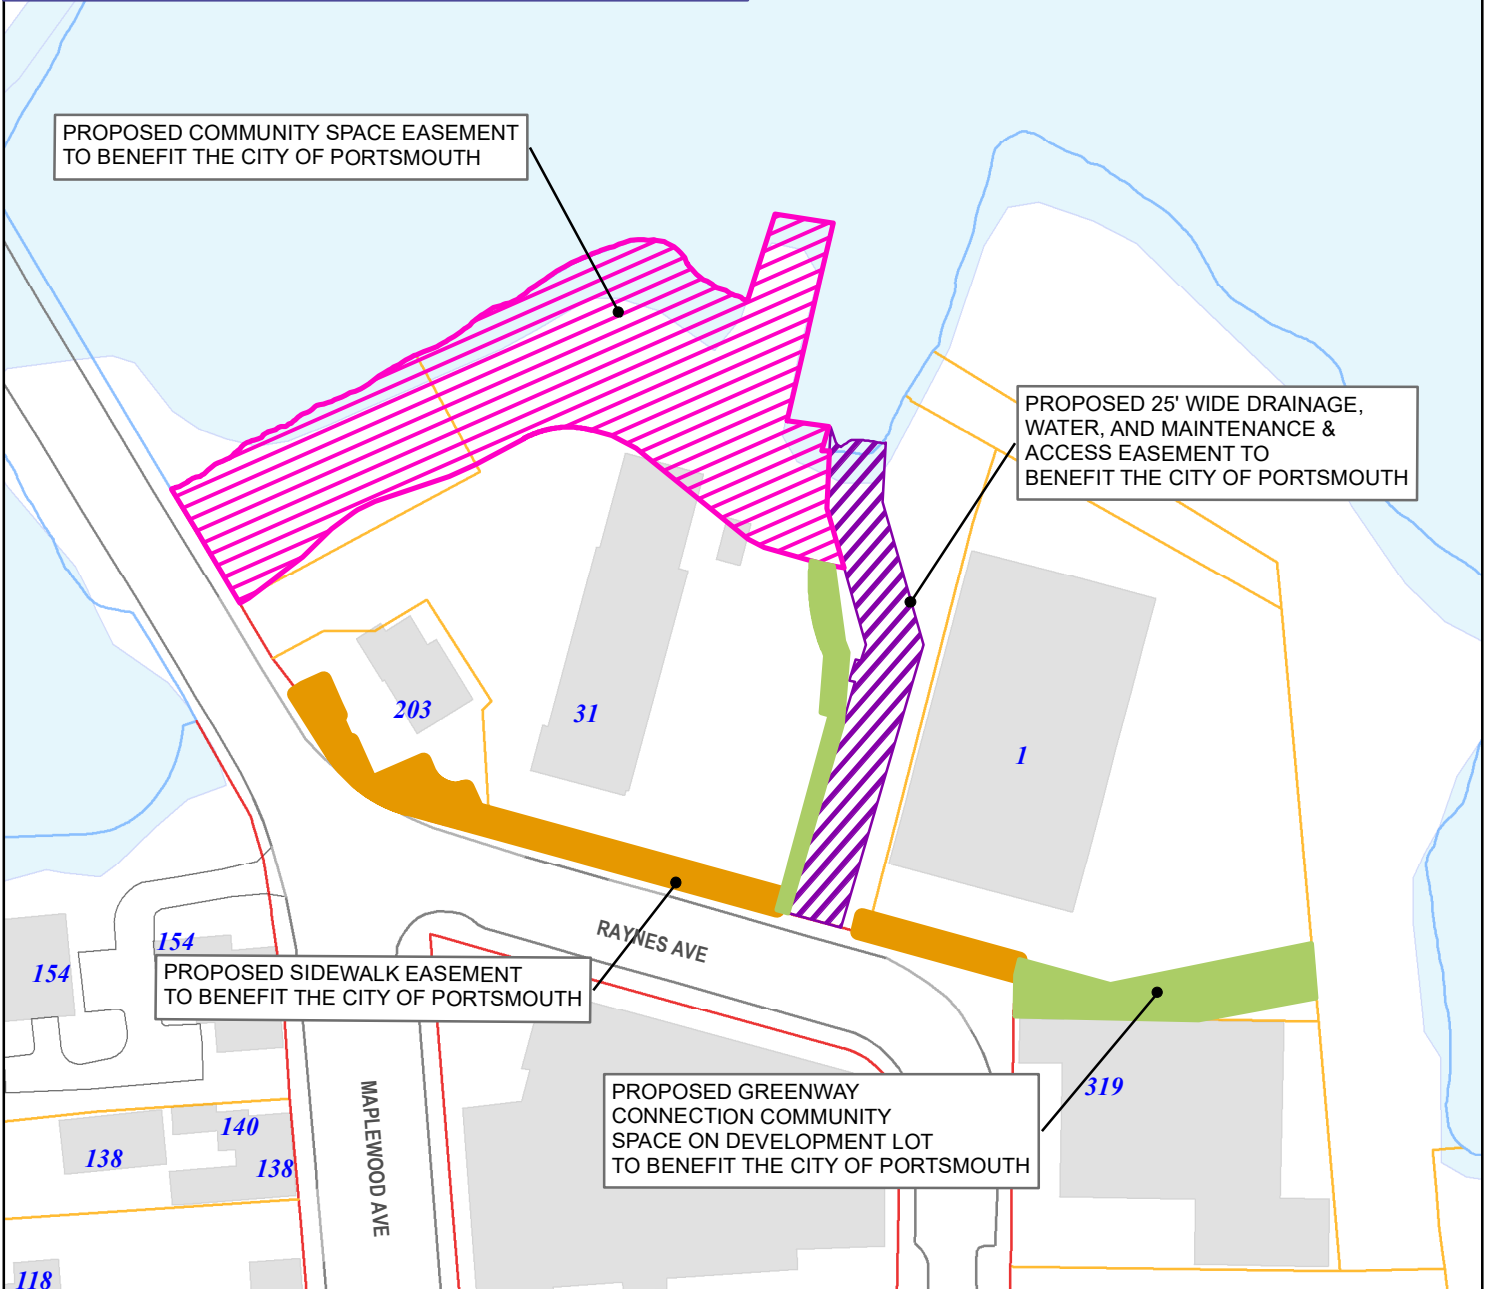 PROPOSED COMMUNITY SPACE EASEMENT
TO BENEFIT THE CITY OF PORTSMOUTH
PROPOSED 25' WIDE DRAINAGE,
WATER, AND MAINTENANCE &
ACCESS EASEMENT TO
BENEFIT THE CITY OF PORTSMOUTH
203
31
1
RAYNES AVE
154
154
PROPOSED SIDEWALK EASEMENT
TO BENEFIT THE CITY OF PORTSMOUTH
PROPOSED GREENWAY
CONNECTION COMMUNITY
SPACE ON DEVELOPMENT LOT
TO BENEFIT THE CITY OF PORTSMOUTH
319
MAPLEWOOD AVE
140
138
138
118